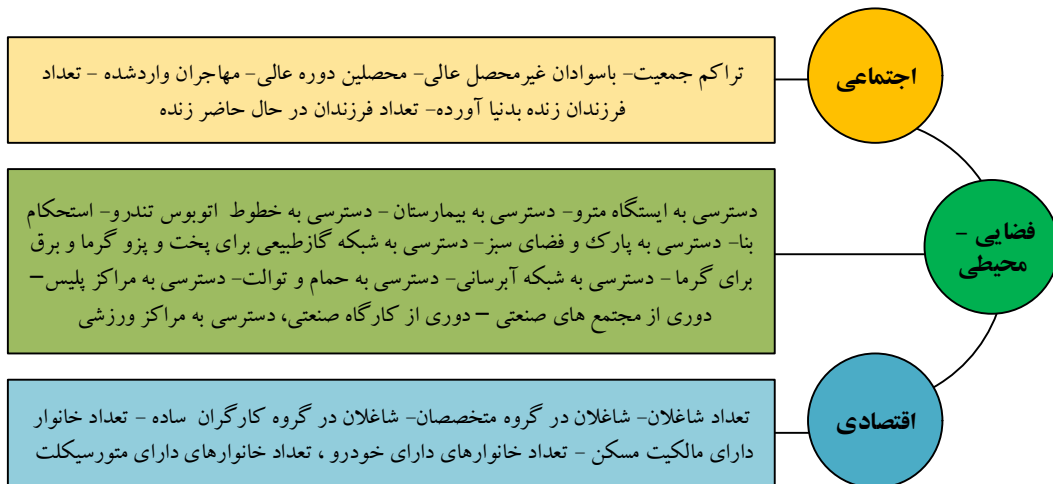 اجتماعی
تراکم جمعیت- باسوادان غیرمحصل عالی- محصلین دوره عالی- مهاجران واردشده - تعداد
فرزندان زنده بدنیا آورده- تعداد فرزندان در حال حاضر زنده
فضایی -
محیطی
دسترسی به ایستگاه مترو- دسترسی به بیمارستان - دسترسی به خطوط اتوبوس تندرو- استحکام
بنا- دسترسی به پارک و فضای سبز- دسترسی به شبکه گازطبیعی برای پخت و پزو گرما و برق
برای گرما - دسترسی به شبکه آبرسانی- دسترسی به حمام و توالت- دسترسی به مراکز پلیس–
دوری از مجتمع های صنعتی – دوری از کارگاه صنعتی، دسترسی به مراکز ورزشی
اقتصادی
تعداد شاغلان- شاغلان در گروه متخصصان- شاغلان در گروه کارگران ساده - تعداد خانوار
دارای مالکیت مسکن - تعداد خانوارهای دارای خودرو ، تعداد خانوارهای دارای متورسیکلت